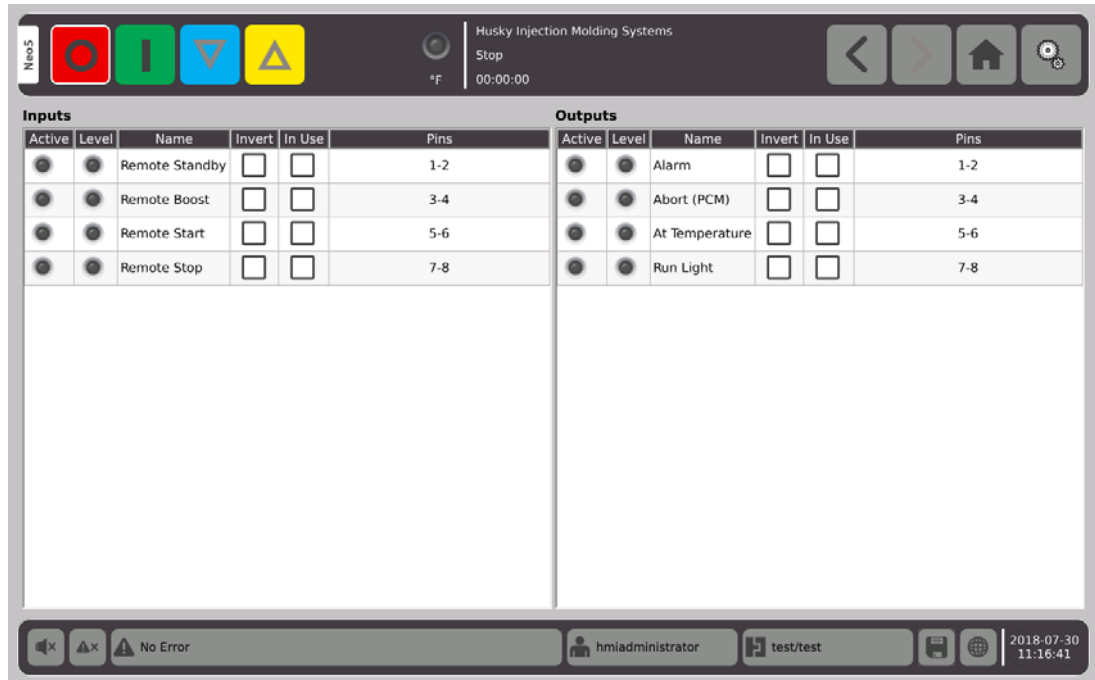 Neo5
Husky Injection Molding Systems
Stop
°F 00:00:00
Inputs
Active Level Name Invert In Use Pins
Remote Standby 1-2
Remote Boost 3-4
Remote Start 5-6
Remote Stop 7-8
Outputs
Active Level Name Invert In Use Pins
Alarm 1-2
Abort (PCM) 3-4
At Temperature 5-6
Run Light 7-8
No Error
hmiadministrator
test/test
2018-07-30
11:16:41